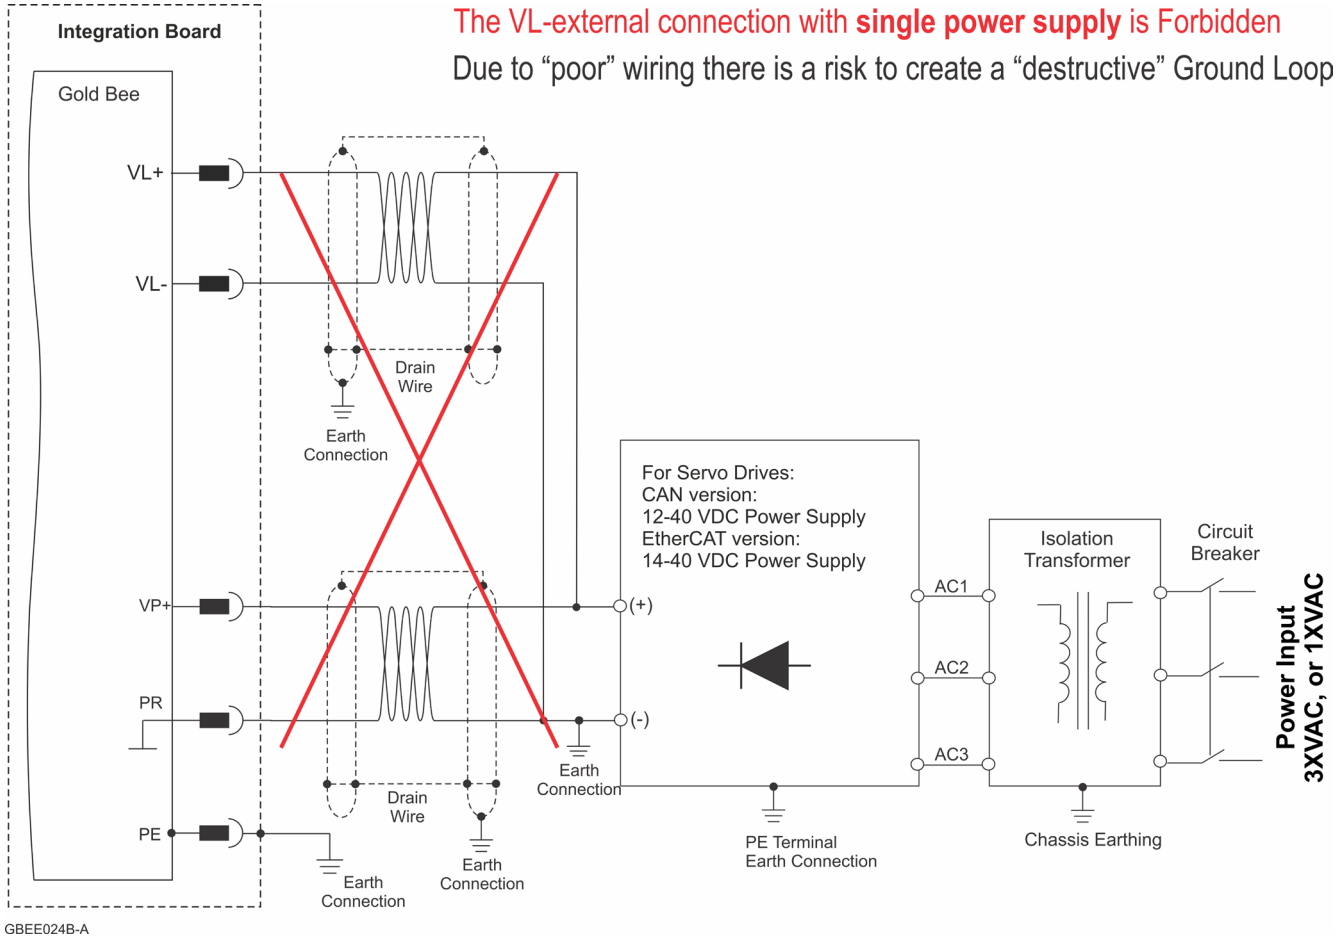 The VL-external connection with single power supply is Forbidden
Due to “poor” wiring there is a risk to create a “destructive” Ground Loop
Integration Board
Gold Bee
VL+
VL-
Drain
Wire
Earth
Connection
For Servo Drives:
CAN version:
12-40 VDC Power Supply
EtherCAT version:
14-40 VDC Power Supply
Isolation
Transformer
Circuit
Breaker
Power Input
3XVAC, or 1XVAC
AC1
AC2
AC3
VP+
(+)
PR
(-)
Earth
Connection
Drain
Wire
PE
Earth
Connection
Earth
Connection
PE Terminal
Earth Connection
Chassis Earthing
GBEE024B-A